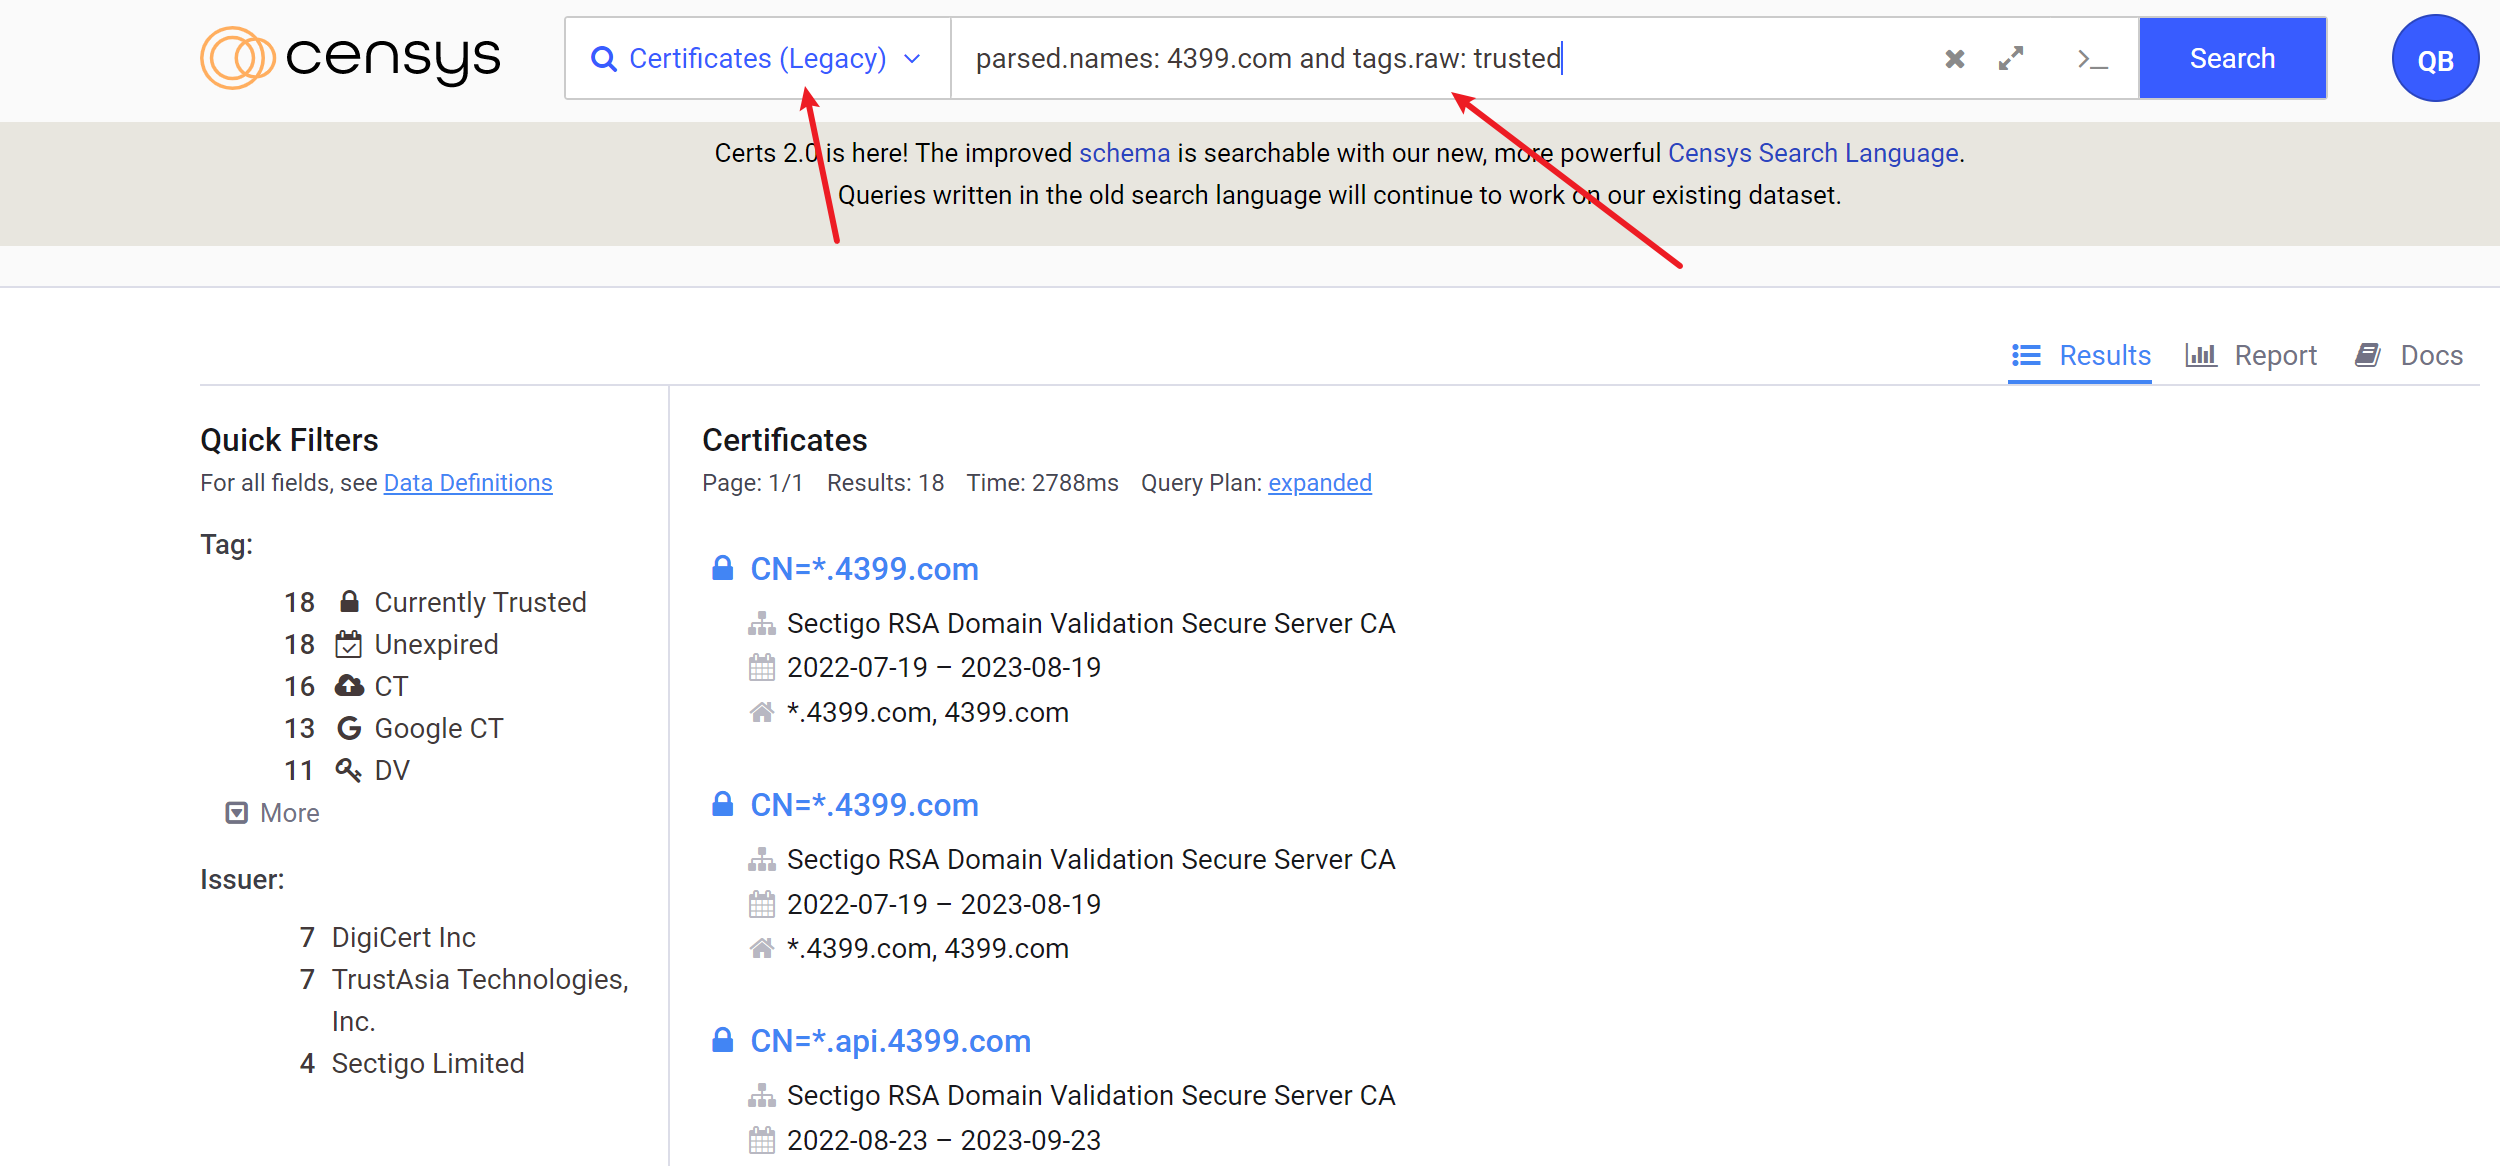 censys
Certificates (Legacy)
parsed.names: 4399.com and tags.raw: trusted
Search
QB
Certs 2.0 is here! The improved schema is searchable with our new, more powerful Censys Search Language.
Queries written in the old search language will continue to work on our existing dataset.
Results
Report
Docs
Quick Filters
For all fields, see Data Definitions
Tag:
18 Currently Trusted
18 Unexpired
16 CT
13 Google CT
11 DV
More
Issuer:
7 DigiCert Inc
7 TrustAsia Technologies,
Inc.
4 Sectigo Limited
Certificates
Page: 1/1 Results: 18 Time: 2788ms Query Plan: expanded
CN=*.4399.com
Sectigo RSA Domain Validation Secure Server CA
2022-07-19 – 2023-08-19
*.4399.com, 4399.com
CN=*.4399.com
Sectigo RSA Domain Validation Secure Server CA
2022-07-19 – 2023-08-19
*.4399.com, 4399.com
CN=*.api.4399.com
Sectigo RSA Domain Validation Secure Server CA
2022-08-23 – 2023-09-23